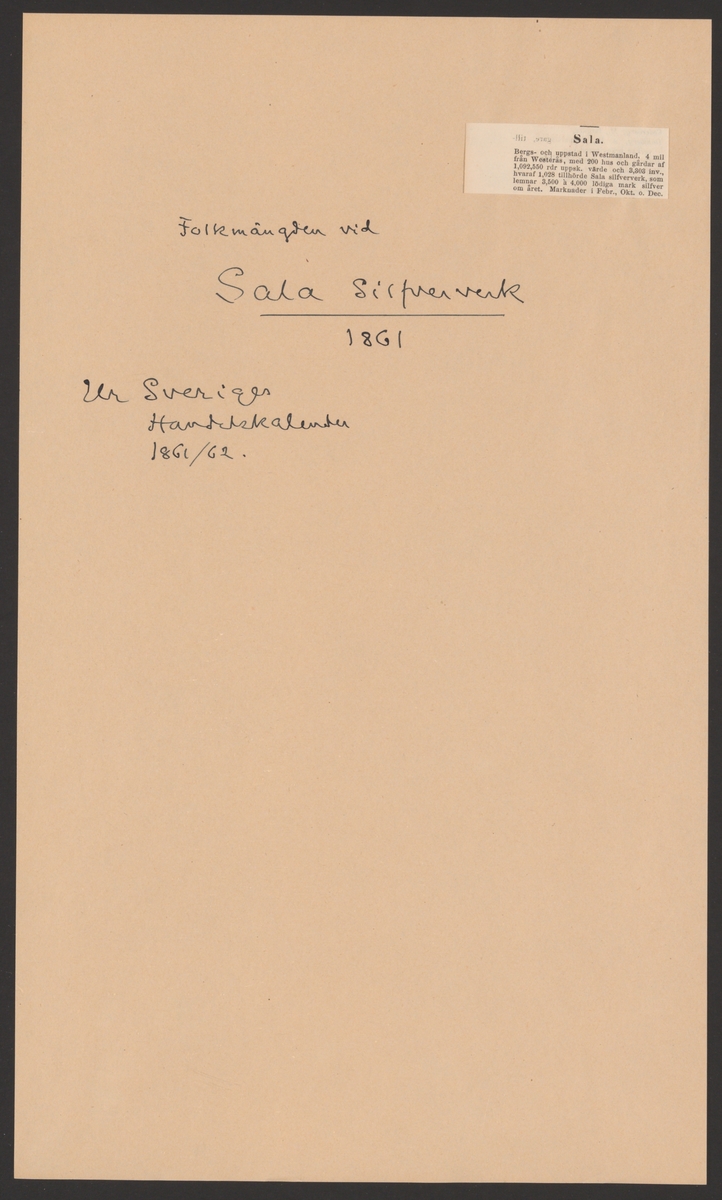 Sala.
Bergs- och uppstad i Westmanland. 4 mil
från Westerås, med 200 hus och gårdar af
1,092,550 rdr uppsk. värde och 3,303 inv.,
hvaraf 1,028 tillhörde Sala silfververk, som
lemnar 3,500 à 4,000 lödiga mark silfver
om året. Marknader i Febr., Okt. o. Dec.
Folkmängden vid
Sala Silfververk
1861
Ur Sveriges
Handelskalender
1861/62.